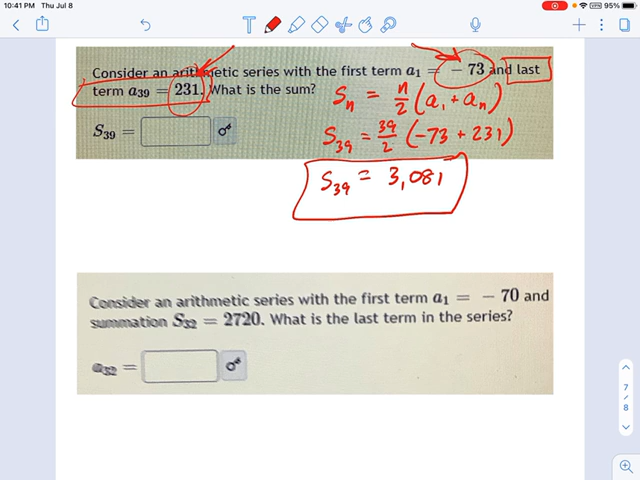 10:41 PM Thu Jul 8
95%
Consider an arithmetic series with the first term a₁ = − 73 and last
term a₃₉ = 231. What is the sum?
Sₙ = n/2 (a₁ + aₙ)
S₃₉ =
S₃₉ = 39/2 (-73 + 231)
S₃₉ = 3,081
Consider an arithmetic series with the first term a₁ = − 70 and
summation S₃₂ = 2720. What is the last term in the series?
a₃₂ =
7
/
8